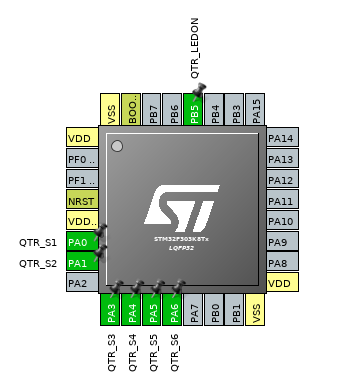 QTR_LEDON
VSS
BOO..
PB7
PB6
PB5
PB4
PB3
PA15
VDD
PF0 ..
PF1 ..
NRST
VDD..
QTR_S1 PA0
QTR_S2 PA1
PA2
PA14
PA13
PA12
PA11
PA10
PA9
PA8
VDD
ST
STM32F303K8Tx
LQFP32
PA3
PA4
PA5
PA6
PA7
PB0
PB1
VSS
QTR_S3
QTR_S4
QTR_S5
QTR_S6